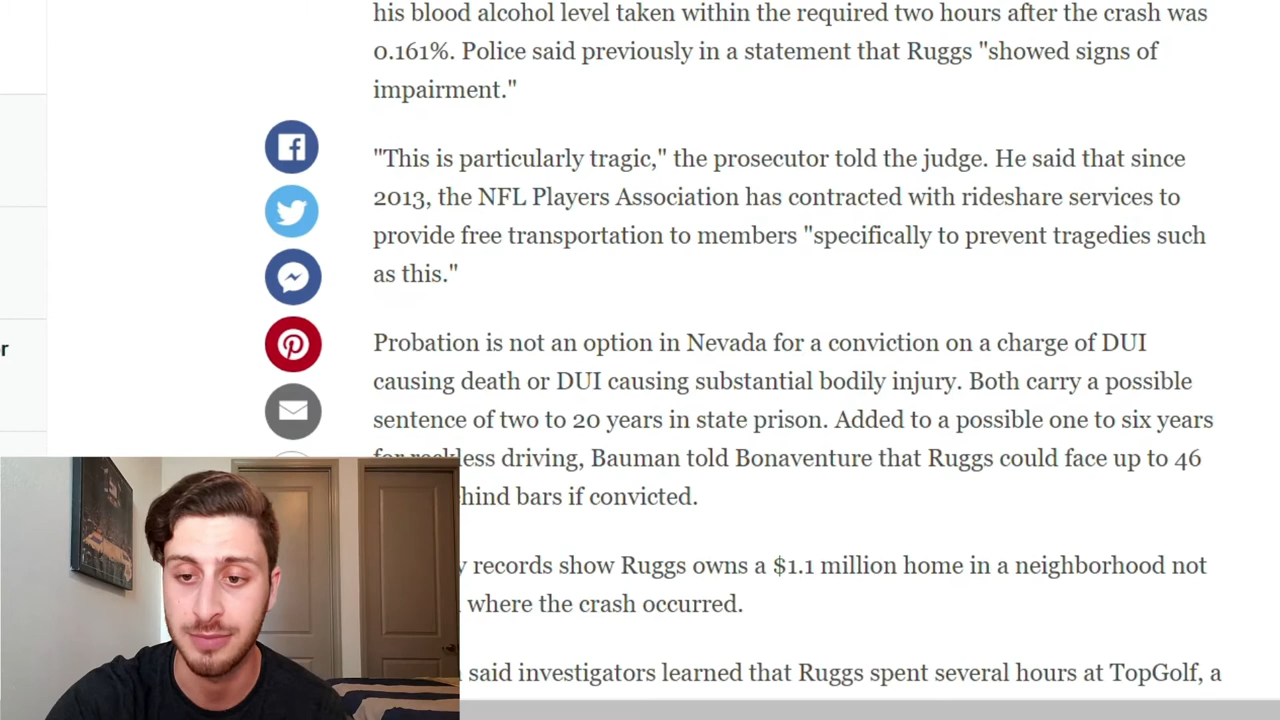 his blood alcohol level taken within the required two hours after the crash was
0.161%. Police said previously in a statement that Ruggs "showed signs of
impairment."
"This is particularly tragic," the prosecutor told the judge. He said that since
2013, the NFL Players Association has contracted with rideshare services to
provide free transportation to members "specifically to prevent tragedies such
as this."
Probation is not an option in Nevada for a conviction on a charge of DUI
causing death or DUI causing substantial bodily injury. Both carry a possible
sentence of two to 20 years in state prison. Added to a possible one to six years
for reckless driving, Bauman told Bonaventure that Ruggs could face up to 46
hind bars if convicted.
y records show Ruggs owns a $1.1 million home in a neighborhood not
where the crash occurred.
said investigators learned that Ruggs spent several hours at TopGolf, a
r